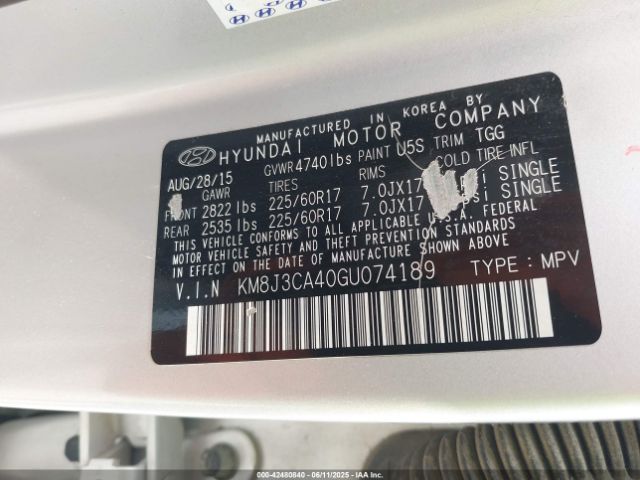 MANUFACTURED IN KOREA BY
HYUNDAI MOTOR COMPANY
AUG/28/15 GVWR 4740lbs PAINT U5S TRIM TGG
GAWR TIRES RIMS COLD TIRE INFL
FRONT 2822 lbs 225/60R17 7.0JX17 SINGLE
REAR 2535 lbs 225/60R17 7.0JX17 SINGLE
THIS VEHICLE CONFORMS TO ALL APPLICABLE U.S.A. FEDERAL
MOTOR VEHICLE SAFETY AND THEFT PREVENTION STANDARDS
IN EFFECT ON THE DATE OF MANUFACTURE SHOWN ABOVE.
V.I.N KM8J3CA40GU074189 TYPE : MPV
000-42480840 - 06/11/2025 - IAA